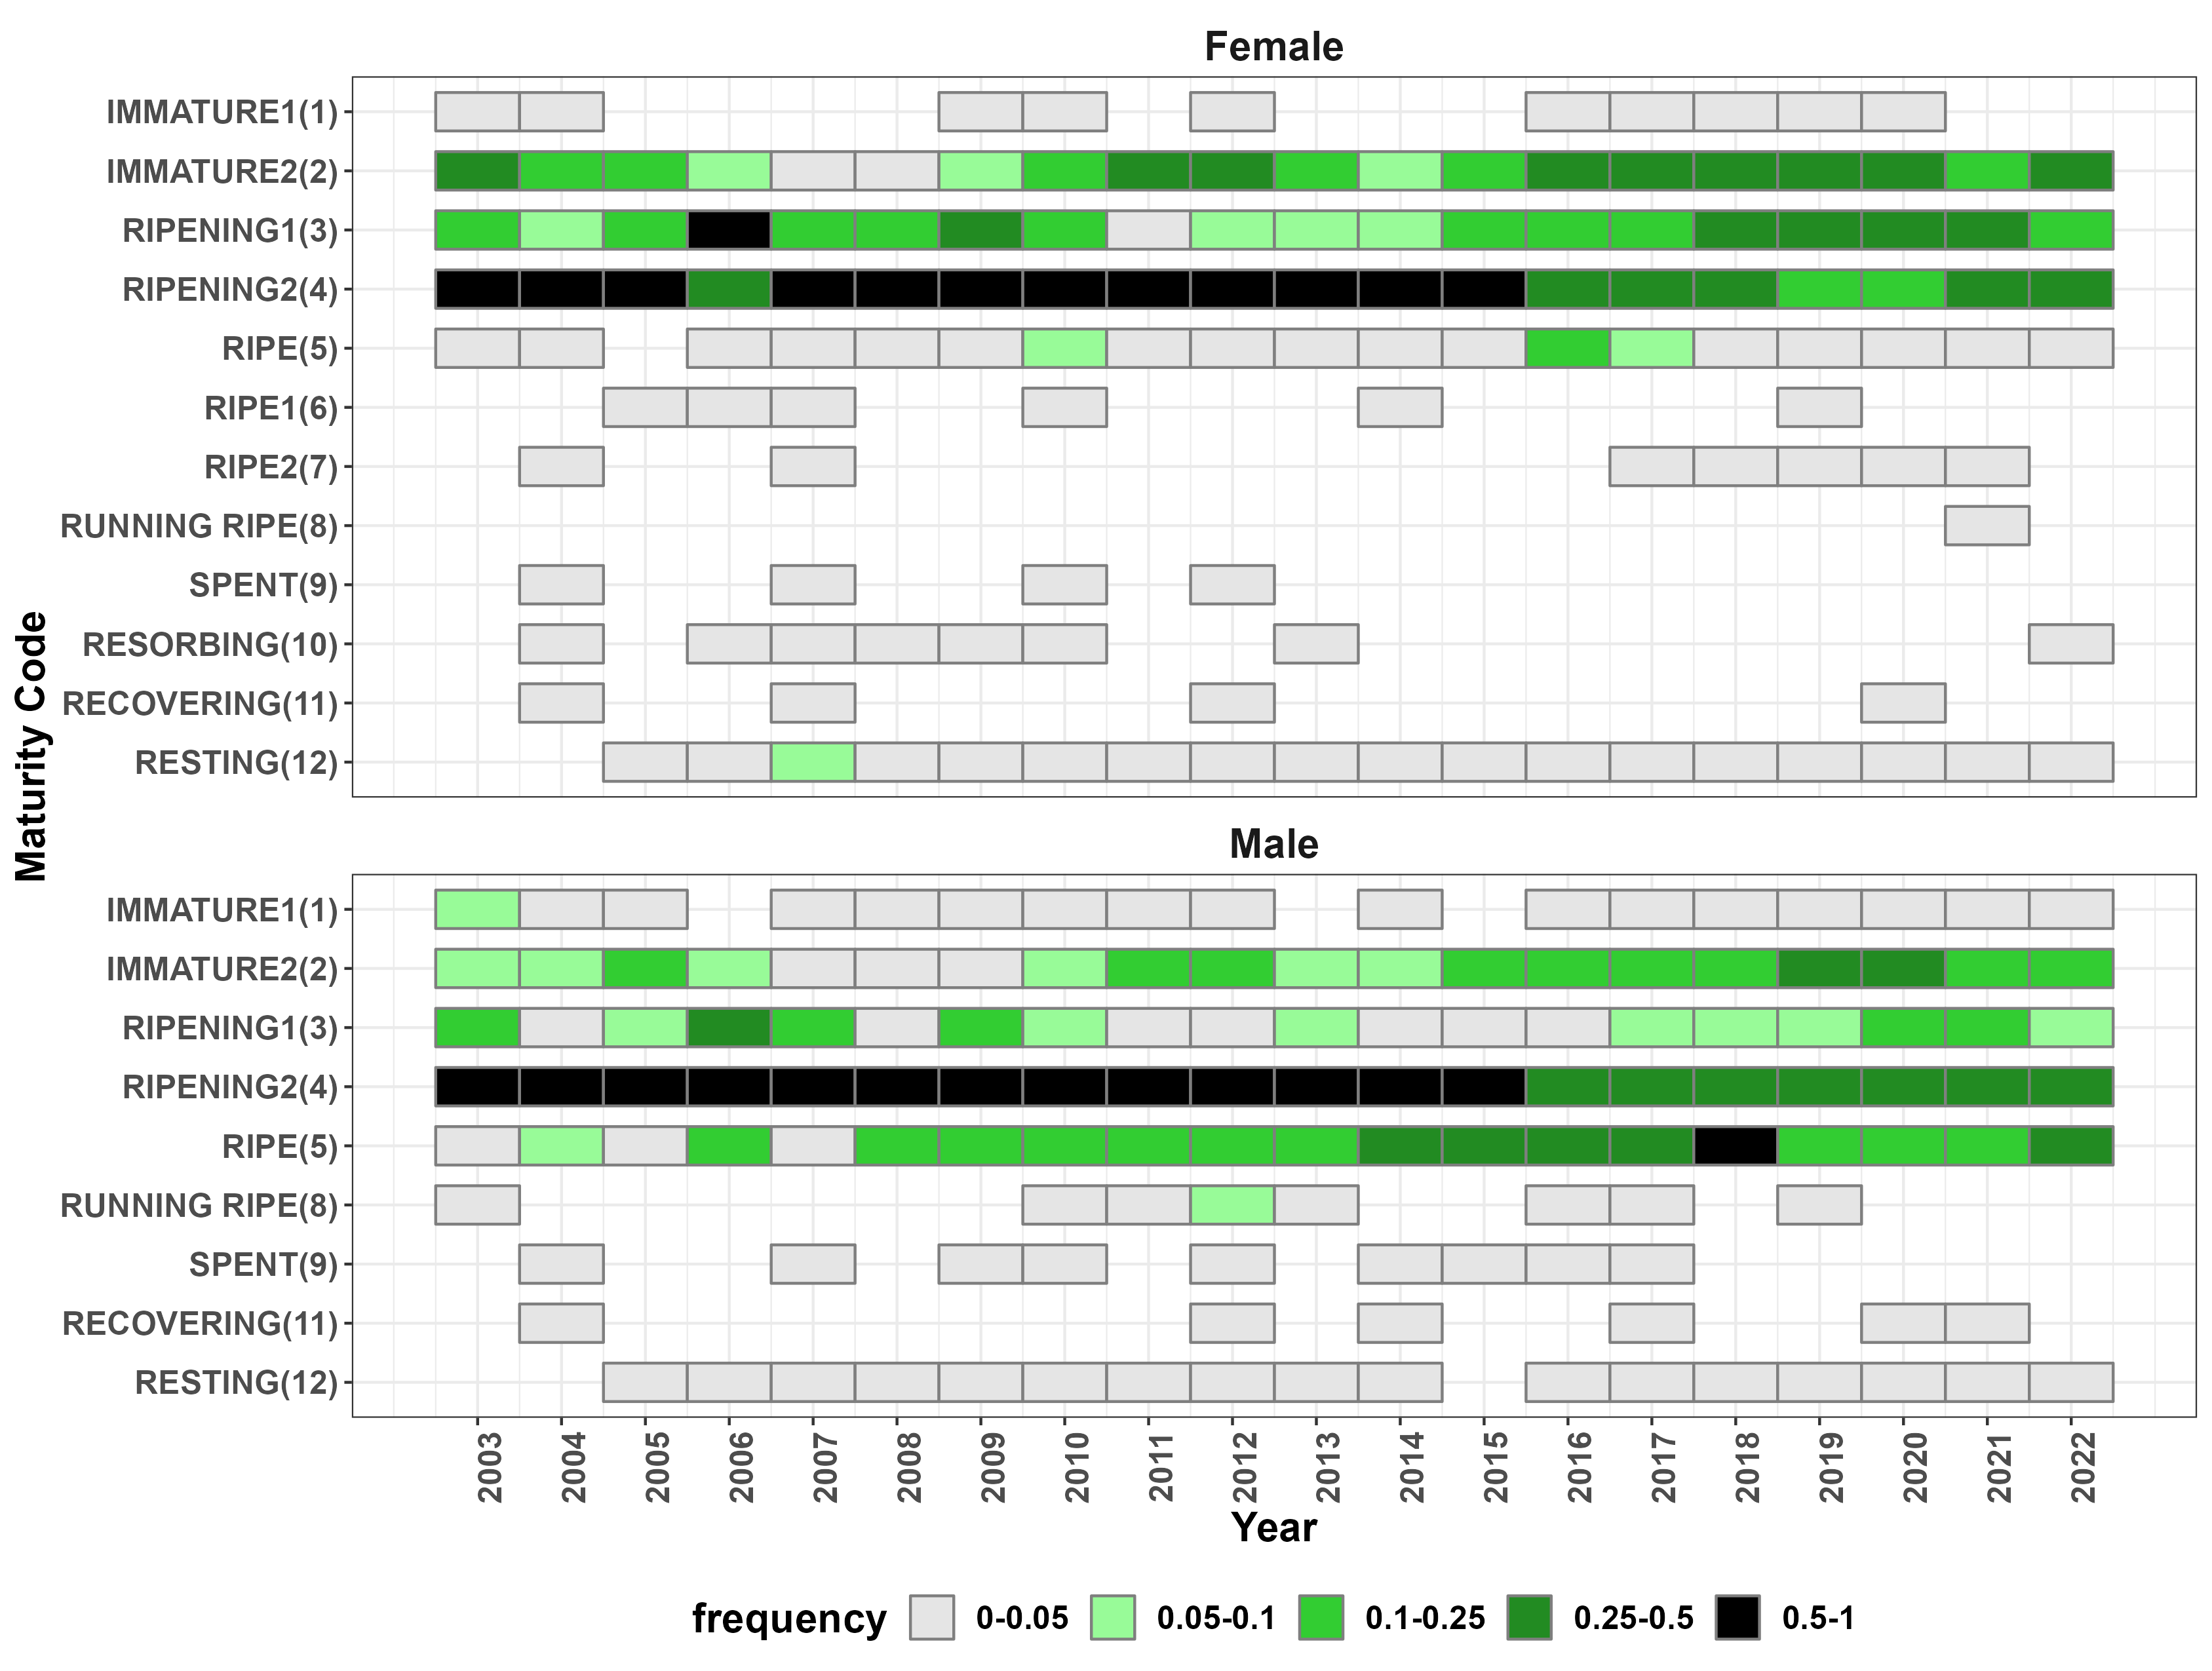 Female
IMMATURE1(1)
IMMATURE2(2)
RIPENING1(3)
RIPENING2(4)
RIPE(5)
RIPE1(6)
RIPE2(7)
RUNNING RIPE(8)
SPENT(9)
RESORBING(10)
RECOVERING(11)
RESTING(12)
Maturity Code
Male
IMMATURE1(1)
IMMATURE2(2)
RIPENING1(3)
RIPENING2(4)
RIPE(5)
RUNNING RIPE(8)
SPENT(9)
RECOVERING(11)
RESTING(12)
2003 2004 2005 2006 2007 2008 2009 2010 2011 2012 2013 2014 2015 2016 2017 2018 2019 2020 2021 2022
Year
frequency 0-0.05 0.05-0.1 0.1-0.25 0.25-0.5 0.5-1